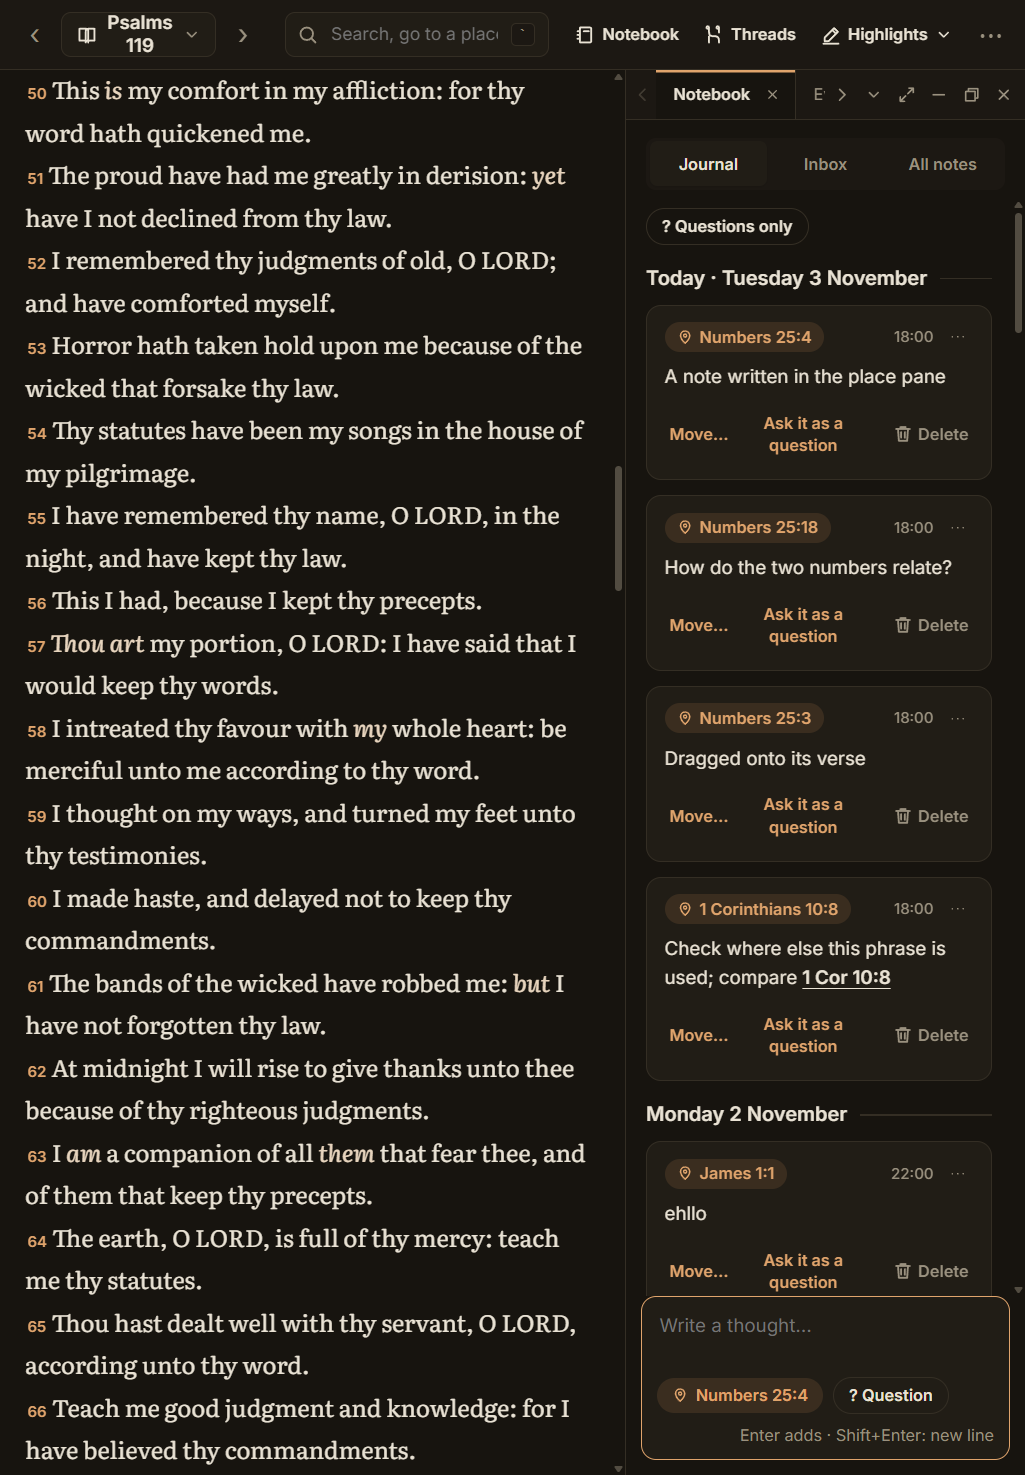 Psalms
119
Search, go to a plac
`
Notebook
Threads
Highlights
50 This is my comfort in my affliction: for thy
word hath quickened me.
51 The proud have had me greatly in derision: yet
have I not declined from thy law.
52 I remembered thy judgments of old, O LORD;
and have comforted myself.
53 Horror hath taken hold upon me because of the
wicked that forsake thy law.
54 Thy statutes have been my songs in the house of
my pilgrimage.
55 I have remembered thy name, O LORD, in the
night, and have kept thy law.
56 This I had, because I kept thy precepts.
57 Thou art my portion, O LORD: I have said that I
would keep thy words.
58 I intreated thy favour with my whole heart: be
merciful unto me according to thy word.
59 I thought on my ways, and turned my feet unto
thy testimonies.
60 I made haste, and delayed not to keep thy
commandments.
61 The bands of the wicked have robbed me: but I
have not forgotten thy law.
62 At midnight I will rise to give thanks unto thee
because of thy righteous judgments.
63 I am a companion of all them that fear thee, and
of them that keep thy precepts.
64 The earth, O LORD, is full of thy mercy: teach
me thy statutes.
65 Thou hast dealt well with thy servant, O LORD,
according unto thy word.
66 Teach me good judgment and knowledge: for I
have believed thy commandments.
Notebook
Journal
Inbox
All notes
? Questions only
Today · Tuesday 3 November
Numbers 25:4 18:00
A note written in the place pane
Move... Ask it as a question Delete
Numbers 25:18 18:00
How do the two numbers relate?
Move... Ask it as a question Delete
Numbers 25:3 18:00
Dragged onto its verse
Move... Ask it as a question Delete
1 Corinthians 10:8 18:00
Check where else this phrase is
used; compare 1 Cor 10:8
Move... Ask it as a question Delete
Monday 2 November
James 1:1 22:00
ehllo
Move... Ask it as a question Delete
Write a thought...
Numbers 25:4
? Question
Enter adds · Shift+Enter: new line